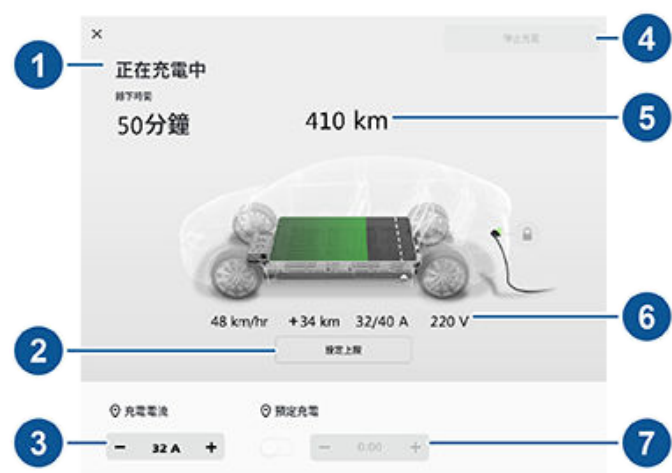 ×
停止充電
4
1
正在充電中
餘下時間
50分鐘
410 km
5
48 km/hr +34 km 32/40 A 220 V
6
2
設定上限
充電電流
預定充電
3
− 32 A +
− 0:00 +
7